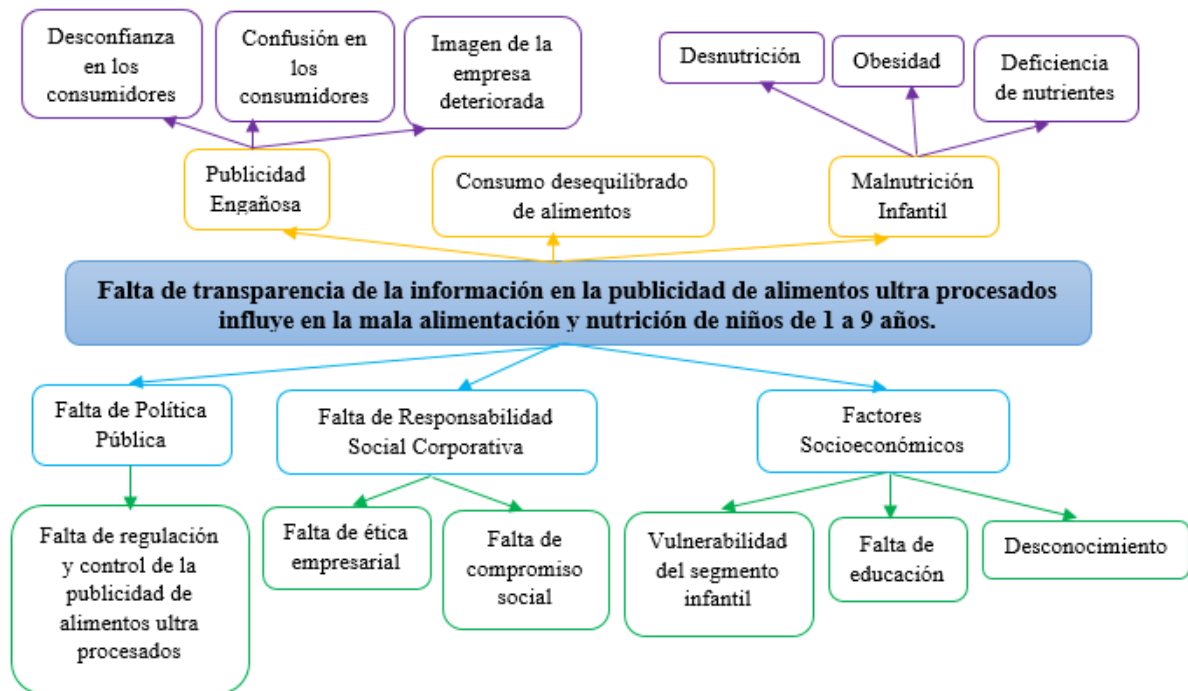 Desconfianza
en los
consumidores
Confusión en
los
consumidores
Imagen de la
empresa
deteriorada
Desnutrición
Obesidad
Deficiencia
de nutrientes
Publicidad
Engañosa
Consumo desequilibrado
de alimentos
Malnutrición
Infantil
Falta de transparencia de la información en la publicidad de alimentos ultra procesados
influye en la mala alimentación y nutrición de niños de 1 a 9 años.
Falta de Política
Pública
Falta de Responsabilidad
Social Corporativa
Factores
Socioeconómicos
Falta de regulación
y control de la
publicidad de
alimentos ultra
procesados
Falta de ética
empresarial
Falta de
compromiso
social
Vulnerabilidad
del segmento
infantil
Falta de
educación
Desconocimiento